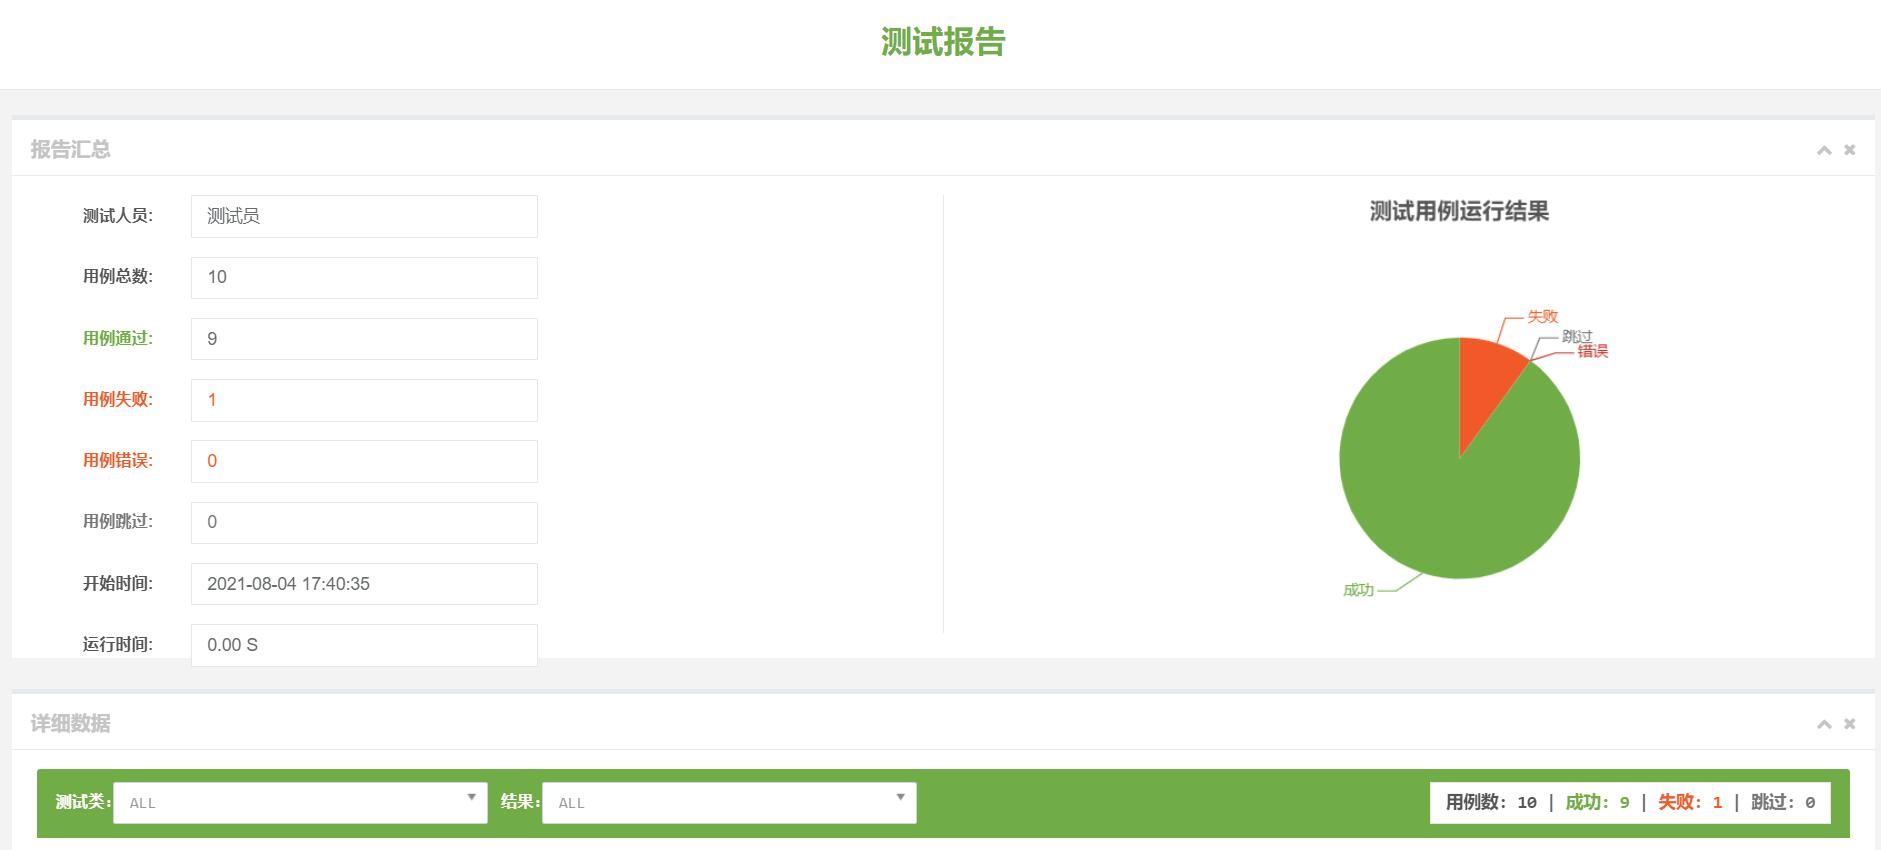 测试报告
报告汇总
测试人员: 测试员
用例总数: 10
用例通过: 9
用例失败: 1
用例错误: 0
用例跳过: 0
开始时间: 2021-08-04 17:40:35
运行时间: 0.00 S
测试用例运行结果
失败
跳过
错误
成功
详细数据
测试类: ALL 结果: ALL 用例数: 10 | 成功: 9 | 失败: 1 | 跳过: 0